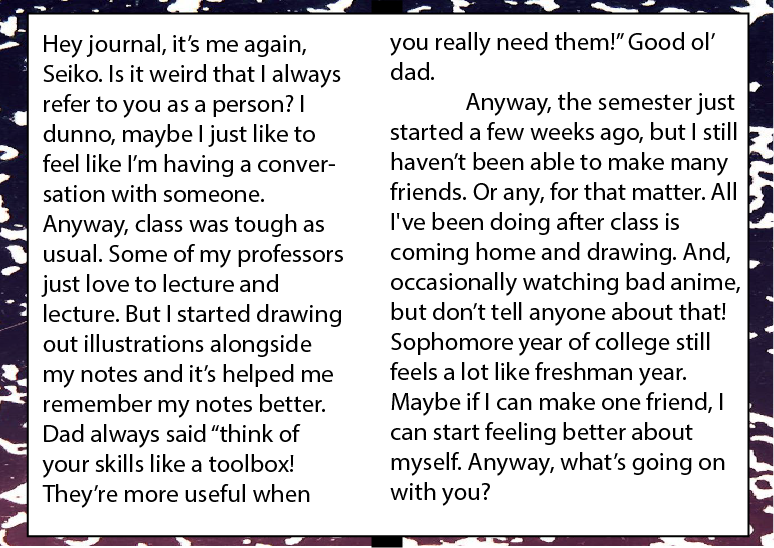 Hey journal, it’s me again,
Seiko. Is it weird that I always
refer to you as a person? I
dunno, maybe I just like to
feel like I’m having a conver-
sation with someone.
Anyway, class was tough as
usual. Some of my professors
just love to lecture and
lecture. But I started drawing
out illustrations alongside
my notes and it’s helped me
remember my notes better.
Dad always said “think of
your skills like a toolbox!
They’re more useful when
you really need them!” Good ol’
dad.
Anyway, the semester just
started a few weeks ago, but I still
haven’t been able to make many
friends. Or any, for that matter. All
I've been doing after class is
coming home and drawing. And,
occasionally watching bad anime,
but don’t tell anyone about that!
Sophomore year of college still
feels a lot like freshman year.
Maybe if I can make one friend, I
can start feeling better about
myself. Anyway, what’s going on
with you?